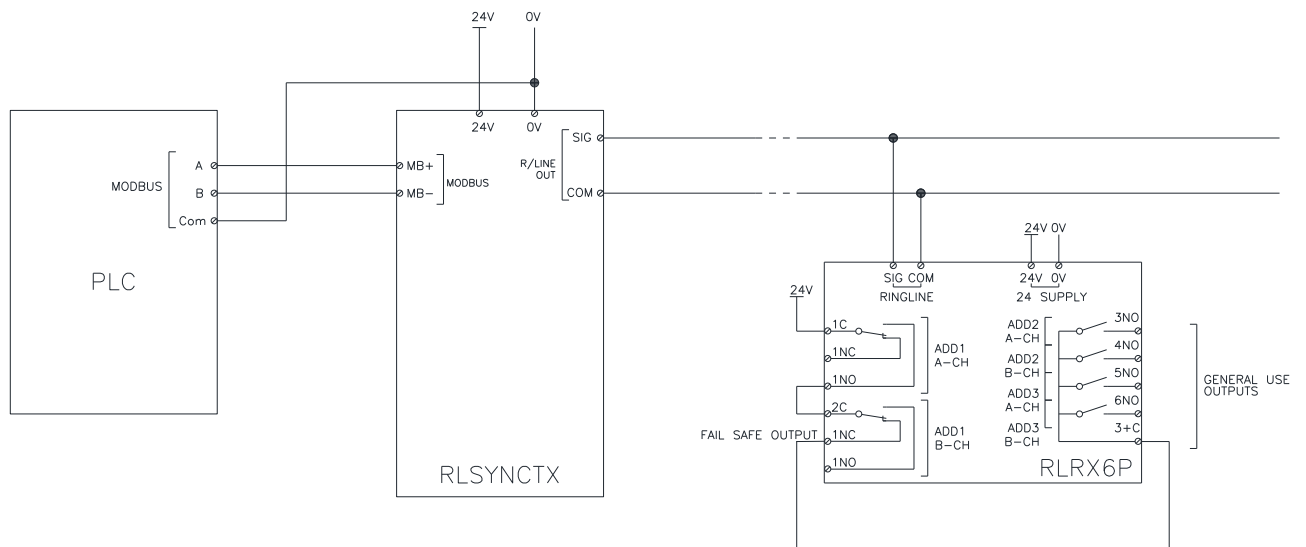 24V 0V
24V 0V
SIG
R/LINE
OUT
COM
A
B
Com
MODBUS
MB+
MB-
MODBUS
PLC
RLSYNCTX
24V 0V
SIG COM
RINGLINE
24V 0V
24 SUPPLY
24V
1C
1NC
1NO
ADD1
A-CH
2C
1NC
1NO
ADD1
B-CH
FAIL SAFE OUTPUT
ADD2
A-CH
ADD2
B-CH
ADD3
A-CH
ADD3
B-CH
3NO
4NO
5NO
6NO
3+C
GENERAL USE
OUTPUTS
RLRX6P